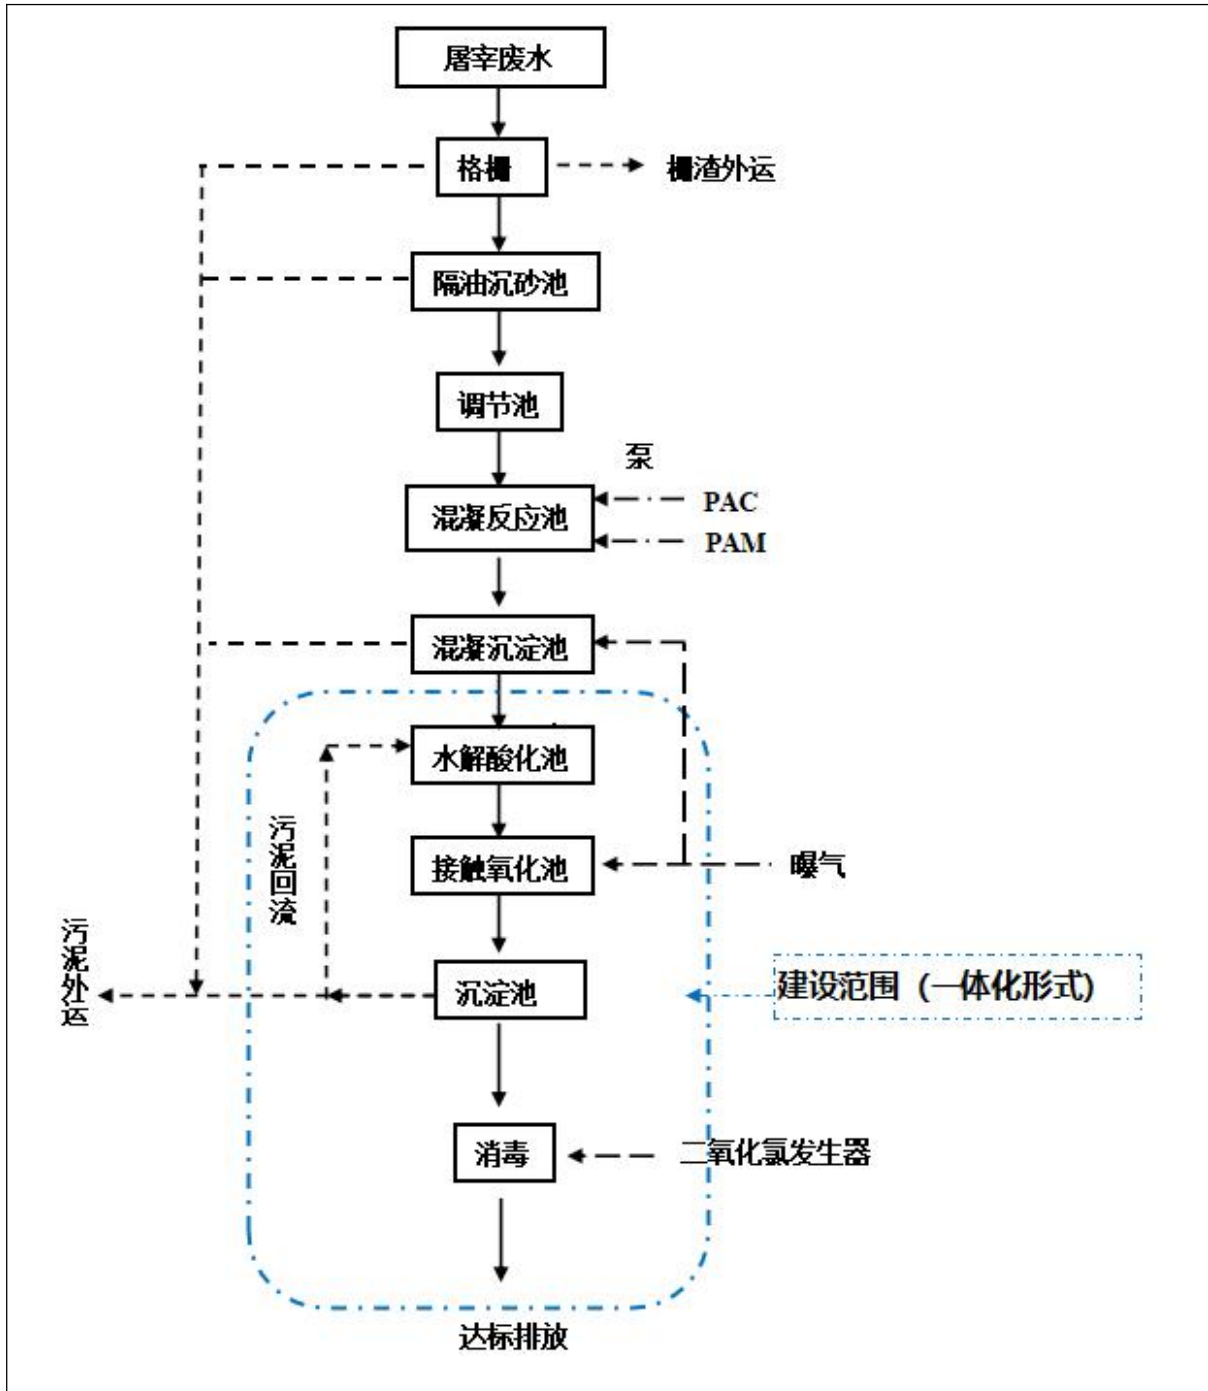 屠宰废水
格栅
栅渣外运
隔油沉砂池
调节池
泵
混凝反应池
PAC
PAM
混凝沉淀池
水解酸化池
污泥回流
接触氧化池
曝气
污泥外运
沉淀池
建设范围（一体化形式）
消毒
二氧化氯发生器
达标排放